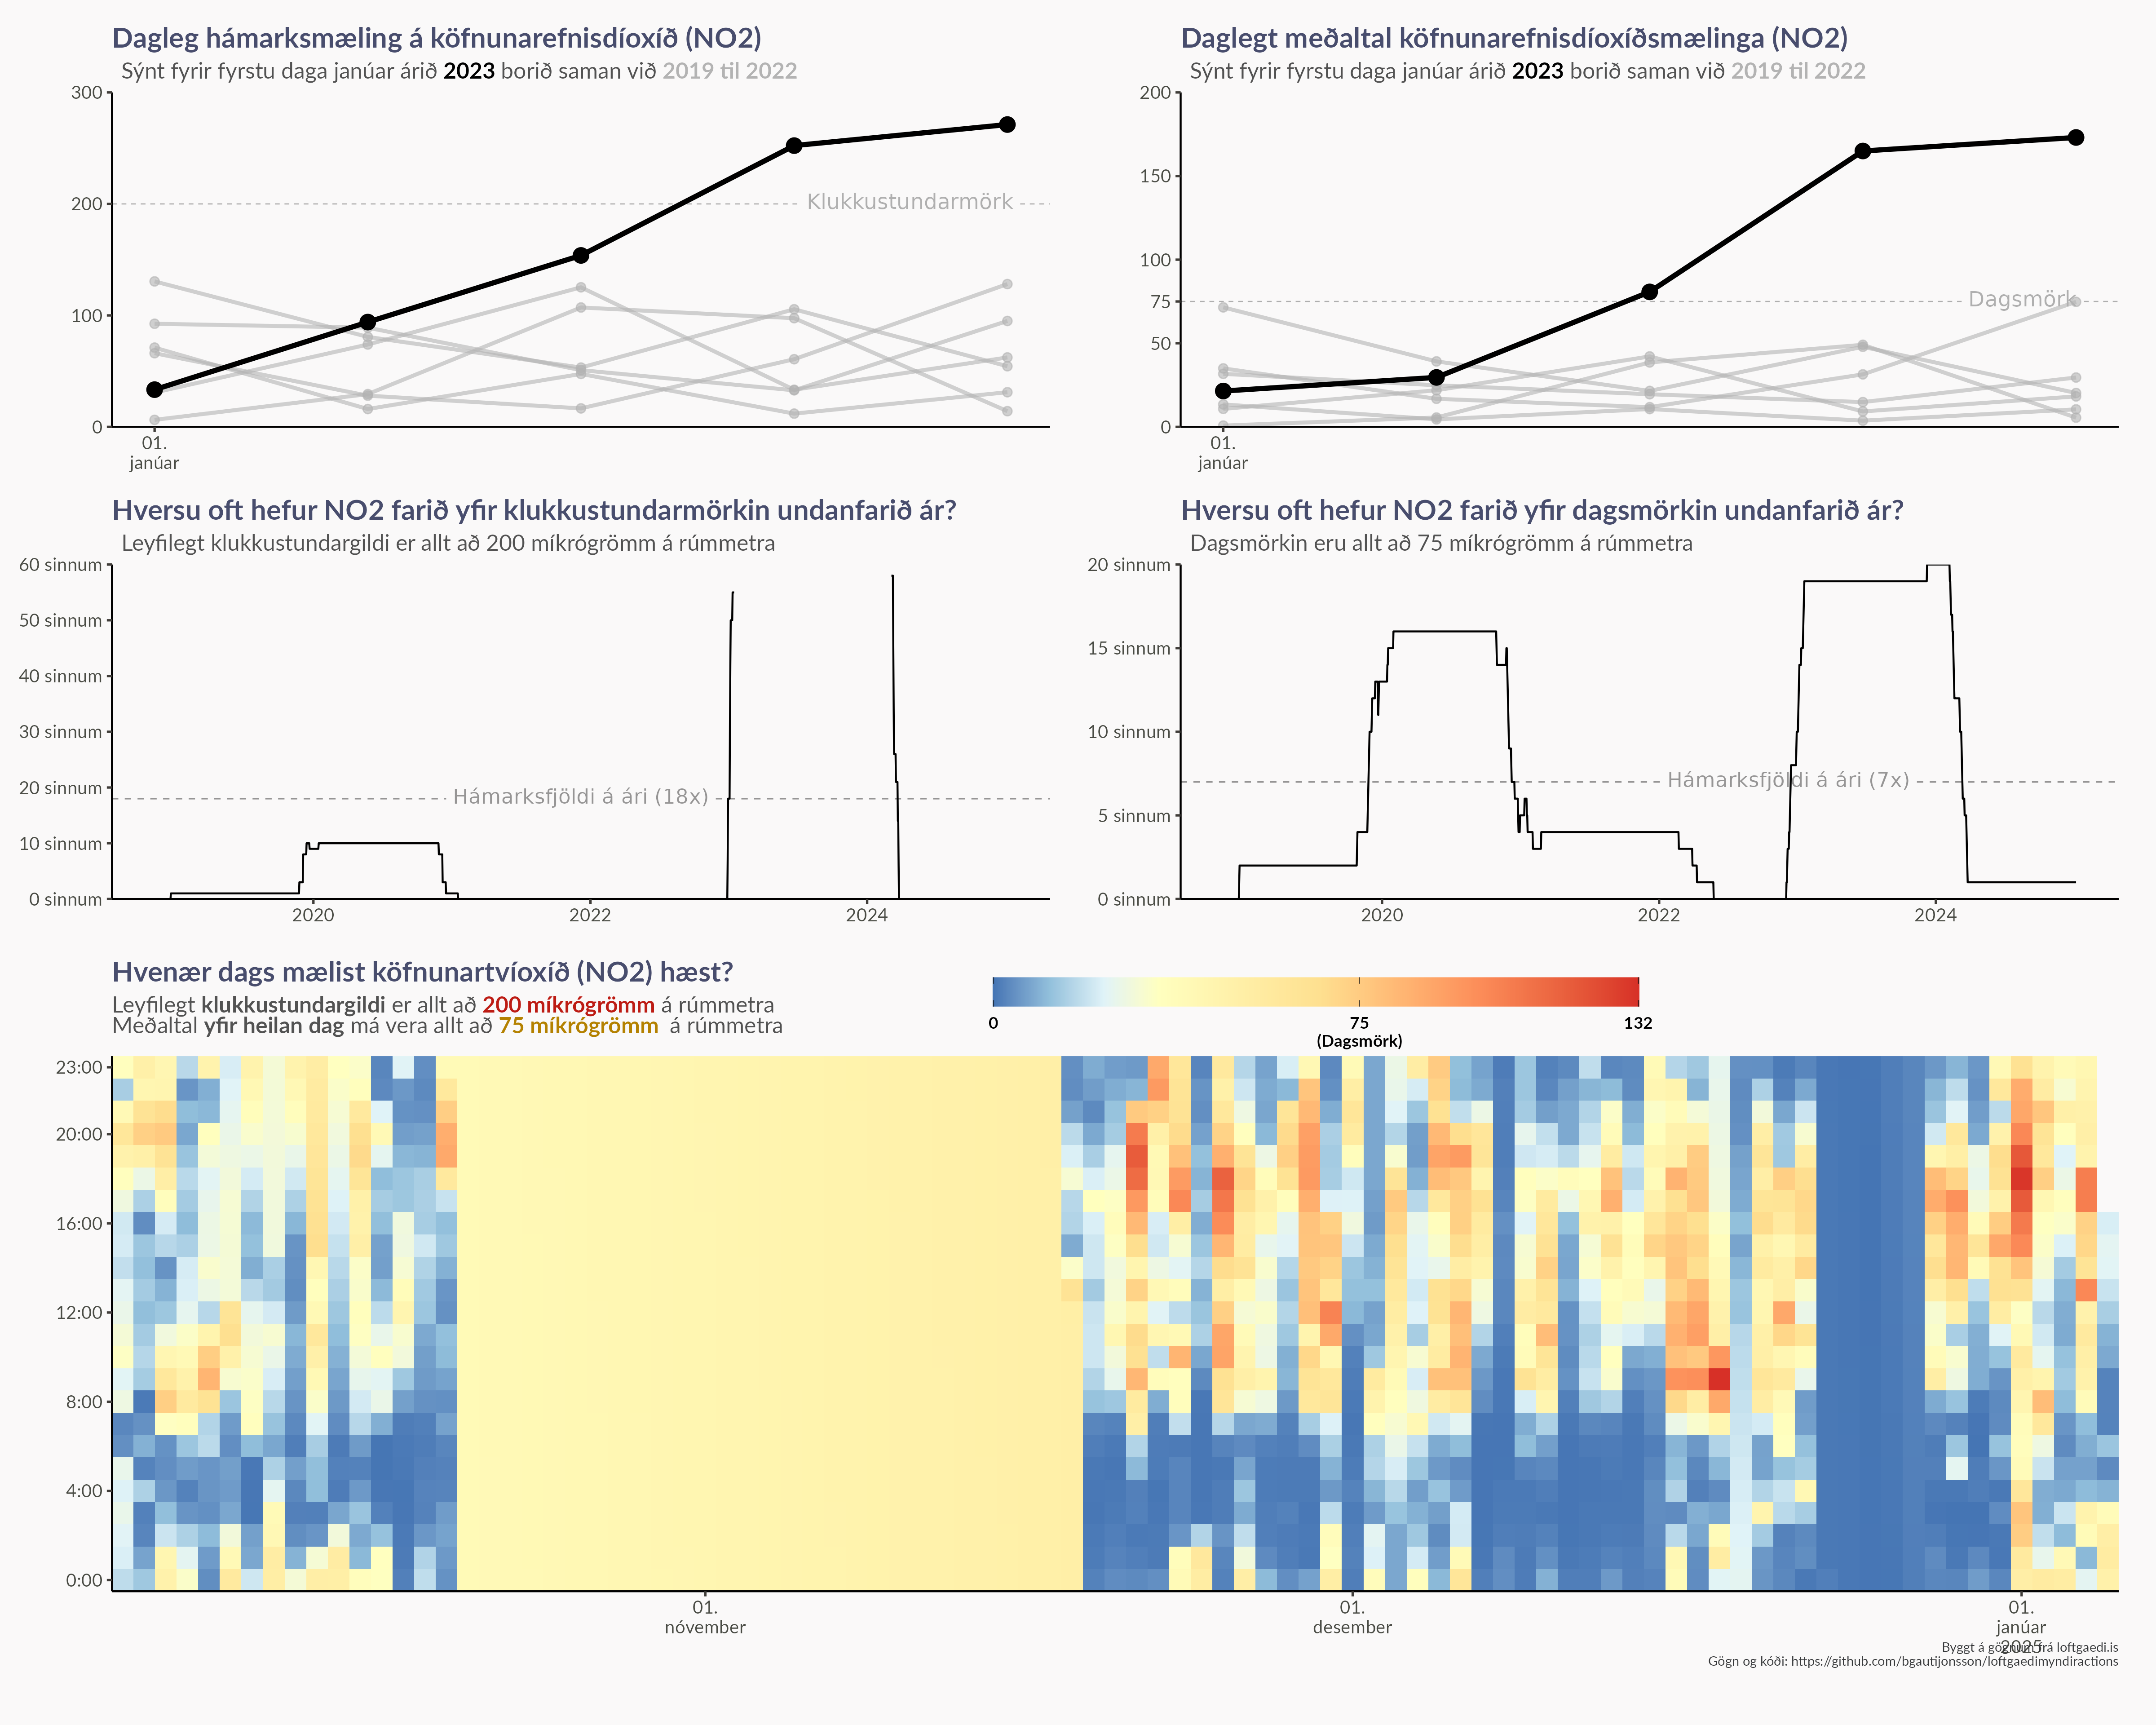 Dagleg hámarksmæling á köfnunarefnisdíoxíð (NO2)
Sýnt fyrir fyrstu daga janúar árið 2023 borið saman við 2019 til 2022
300
200
100
0
Klukkustundarmörk
01.
janúar
Daglegt meðaltal köfnunarefnisdíoxíðsmælinga (NO2)
Sýnt fyrir fyrstu daga janúar árið 2023 borið saman við 2019 til 2022
200
150
100
75
50
0
Dagsmörk
01.
janúar
Hversu oft hefur NO2 farið yfir klukkustundarmörkin undanfarið ár?
Leyfilegt klukkustundargildi er allt að 200 míkrógrömm á rúmmetra
60 sinnum
50 sinnum
40 sinnum
30 sinnum
20 sinnum
10 sinnum
0 sinnum
Hámarksfjöldi á ári (18x)
2020
2022
2024
Hversu oft hefur NO2 farið yfir dagsmörkin undanfarið ár?
Dagsmörkin eru allt að 75 míkrógrömm á rúmmetra
20 sinnum
15 sinnum
10 sinnum
5 sinnum
0 sinnum
Hámarksfjöldi á ári (7x)
2020
2022
2024
Hvenær dags mælist köfnunartvíoxíð (NO2) hæst?
Leyfilegt klukkustundargildi er allt að 200 míkrógrömm á rúmmetra
Meðaltal yfir heilan dag má vera allt að 75 míkrógrömm á rúmmetra
0
75
(Dagsmörk)
132
23:00
20:00
16:00
12:00
8:00
4:00
0:00
01.
nóvember
01.
desember
01.
janúar
2025
Byggt á gögnum frá loftgaedi.is
Gögn og kóði: https://github.com/bgautijonsson/loftgaedimyndiractions